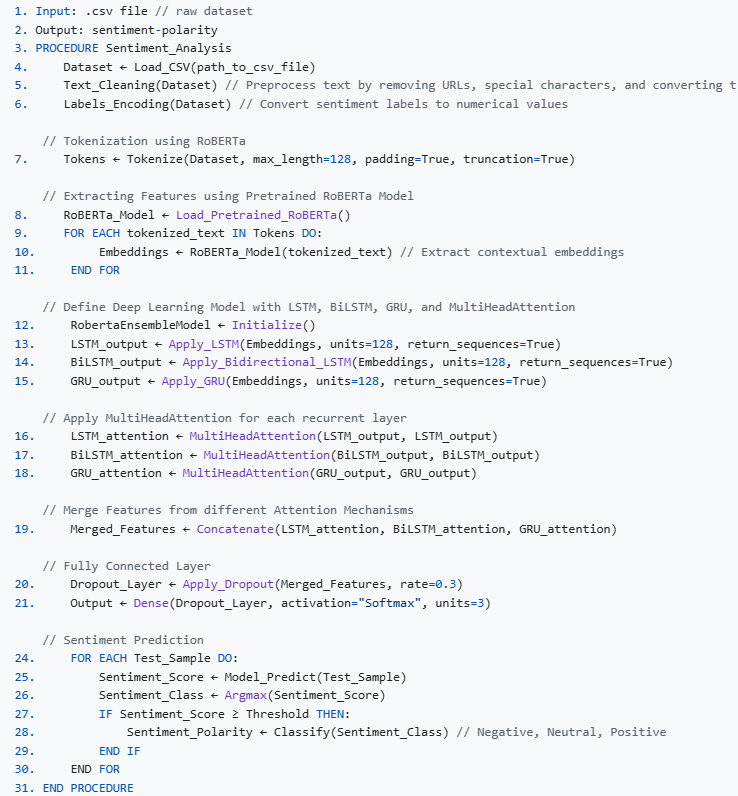 1. Input: .csv file // raw dataset
2. Output: sentiment-polarity
3. PROCEDURE Sentiment_Analysis
4. Dataset ← Load_CSV(path_to_csv_file)
5. Text_Cleaning(Dataset) // Preprocess text by removing URLs, special characters, and converting t
6. Labels_Encoding(Dataset) // Convert sentiment labels to numerical values
// Tokenization using RoBERTa
7. Tokens ← Tokenize(Dataset, max_length=128, padding=True, truncation=True)
// Extracting Features using Pretrained RoBERTa Model
8. RoBERTa_Model ← Load_Pretrained_RoBERTa()
9. FOR EACH tokenized_text IN Tokens DO:
10. Embeddings ← RoBERTa_Model(tokenized_text) // Extract contextual embeddings
11. END FOR
// Define Deep Learning Model with LSTM, BiLSTM, GRU, and MultiHeadAttention
12. RobertaEnsembleModel ← Initialize()
13. LSTM_output ← Apply_LSTM(Embeddings, units=128, return_sequences=True)
14. BiLSTM_output ← Apply_Bidirectional_LSTM(Embeddings, units=128, return_sequences=True)
15. GRU_output ← Apply_GRU(Embeddings, units=128, return_sequences=True)
// Apply MultiHeadAttention for each recurrent layer
16. LSTM_attention ← MultiHeadAttention(LSTM_output, LSTM_output)
17. BiLSTM_attention ← MultiHeadAttention(BiLSTM_output, BiLSTM_output)
18. GRU_attention ← MultiHeadAttention(GRU_output, GRU_output)
// Merge Features from different Attention Mechanisms
19. Merged_Features ← Concatenate(LSTM_attention, BiLSTM_attention, GRU_attention)
// Fully Connected Layer
20. Dropout_Layer ← Apply_Dropout(Merged_Features, rate=0.3)
21. Output ← Dense(Dropout_Layer, activation="Softmax", units=3)
// Sentiment Prediction
24. FOR EACH Test_Sample DO:
25. Sentiment_Score ← Model_Predict(Test_Sample)
26. Sentiment_Class ← Argmax(Sentiment_Score)
27. IF Sentiment_Score ≥ Threshold THEN:
28. Sentiment_Polarity ← Classify(Sentiment_Class) // Negative, Neutral, Positive
29. END IF
30. END FOR
31. END PROCEDURE